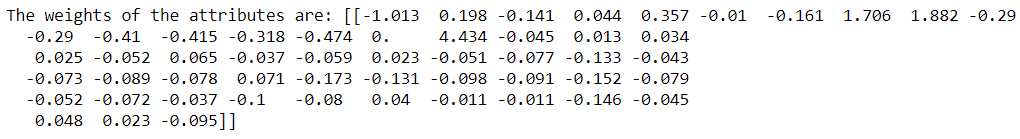 The weights of the attributes are: [[-1.013  0.198 -0.141  0.044  0.357 -0.01  -0.161  1.706  1.882 -0.29
  -0.29  -0.41  -0.415 -0.318 -0.474  0.     4.434 -0.045  0.013  0.034
   0.025 -0.052  0.065 -0.037 -0.059  0.023 -0.051 -0.077 -0.133 -0.043
  -0.073 -0.089 -0.078  0.071 -0.173 -0.131 -0.098 -0.091 -0.152 -0.079
  -0.052 -0.072 -0.037 -0.1   -0.08   0.04  -0.011 -0.011 -0.146 -0.045
   0.048  0.023 -0.095]]